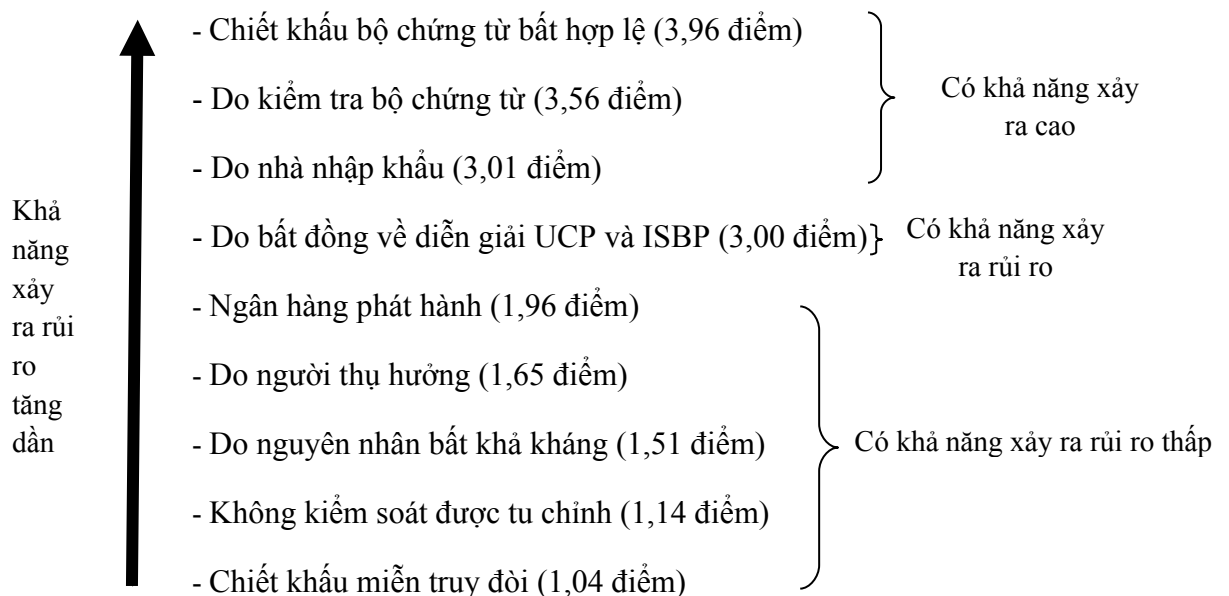 - Chiết khấu bộ chứng từ bất hợp lệ (3,96 điểm)
- Do kiểm tra bộ chứng từ (3,56 điểm)
- Do nhà nhập khẩu (3,01 điểm)
Có khả năng xảy
ra cao
- Do bất đồng về diễn giải UCP và ISBP (3,00 điểm)
Có khả năng xảy
ra rủi ro
- Ngân hàng phát hành (1,96 điểm)
- Do người thụ hưởng (1,65 điểm)
- Do nguyên nhân bất khả kháng (1,51 điểm)
- Không kiểm soát được tu chỉnh (1,14 điểm)
- Chiết khấu miễn truy đòi (1,04 điểm)
Có khả năng xảy ra rủi ro thấp
Khả
năng
xảy
ra rủi
ro
tăng
dần